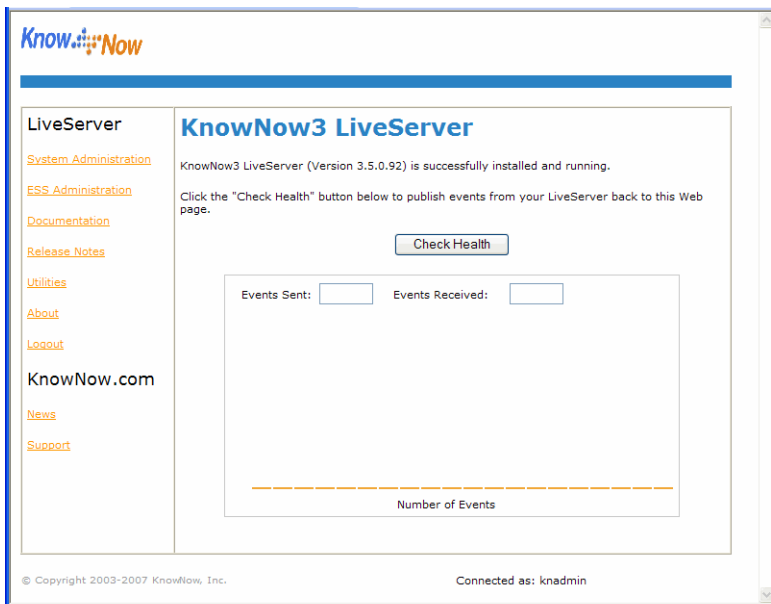 Know Now
LiveServer
System Administration
ESS Administration
Documentation
Release Notes
Utilities
About
Logout
KnowNow.com
News
Support
KnowNow3 LiveServer
KnowNow3 LiveServer (Version 3.5.0.92) is successfully installed and running.
Click the "Check Health" button below to publish events from your LiveServer back to this Web
page.
Check Health
Events Sent: Events Received:
Number of Events
© Copyright 2003-2007 KnowNow, Inc.
Connected as: knadmin